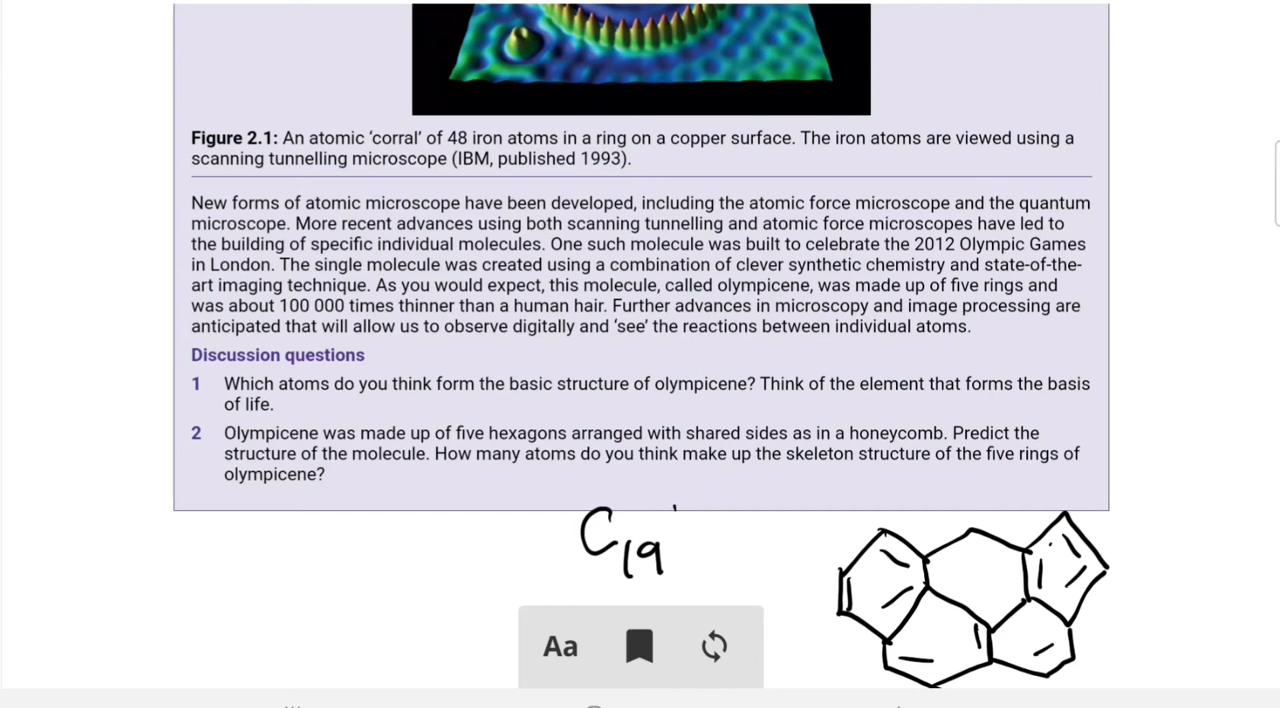 Figure 2.1: An atomic ‘corral’ of 48 iron atoms in a ring on a copper surface. The iron atoms are viewed using a
scanning tunnelling microscope (IBM, published 1993).
New forms of atomic microscope have been developed, including the atomic force microscope and the quantum
microscope. More recent advances using both scanning tunnelling and atomic force microscopes have led to
the building of specific individual molecules. One such molecule was built to celebrate the 2012 Olympic Games
in London. The single molecule was created using a combination of clever synthetic chemistry and state-of-the-
art imaging technique. As you would expect, this molecule, called olympicene, was made up of five rings and
was about 100 000 times thinner than a human hair. Further advances in microscopy and image processing are
anticipated that will allow us to observe digitally and ‘see’ the reactions between individual atoms.
Discussion questions
1 Which atoms do you think form the basic structure of olympicene? Think of the element that forms the basis
of life.
2 Olympicene was made up of five hexagons arranged with shared sides as in a honeycomb. Predict the
structure of the molecule. How many atoms do you think make up the skeleton structure of the five rings of
olympicene?
C19
Aa